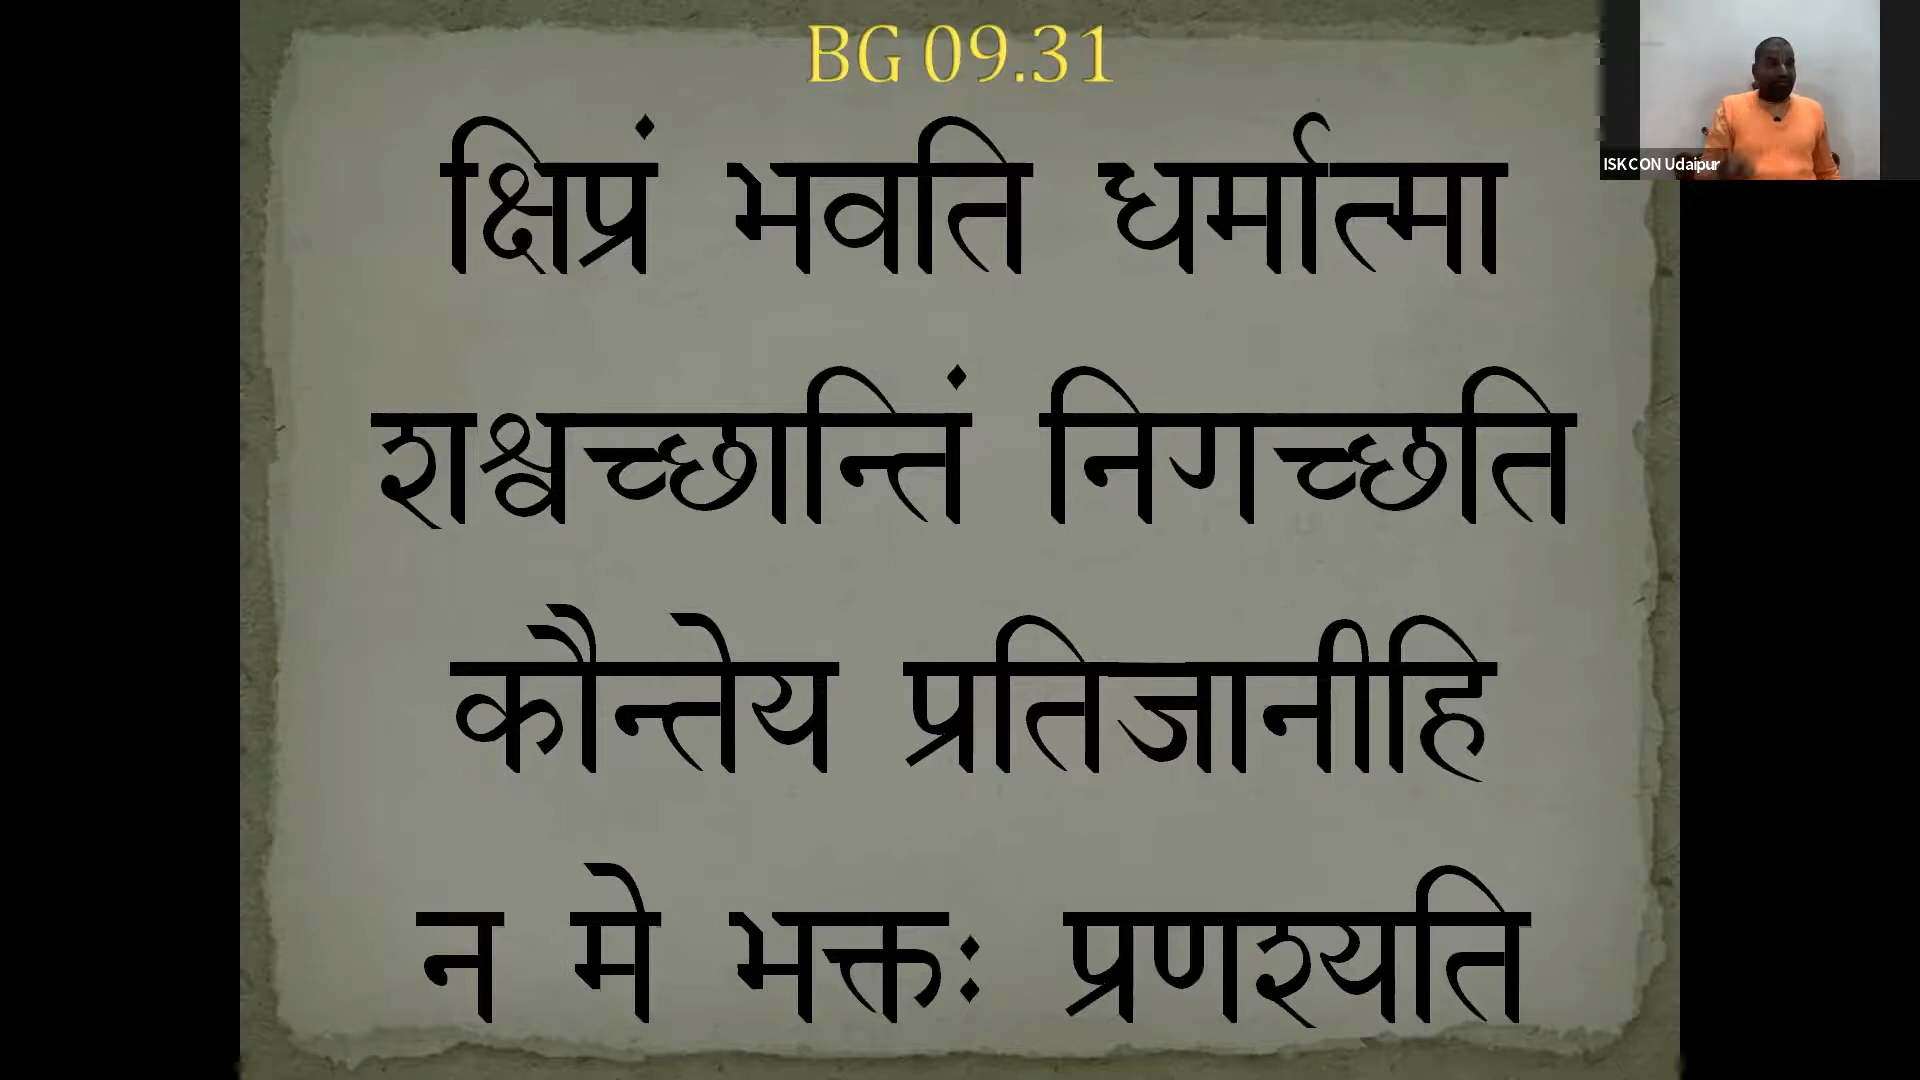 BG 09.31
क्षिप्रं भवति धर्मात्मा
शश्वच्छान्तिं निगच्छति
कौन्तेय प्रतिजानीहि
न मे भक्तः प्रणश्यति
ISKCON Udaipur